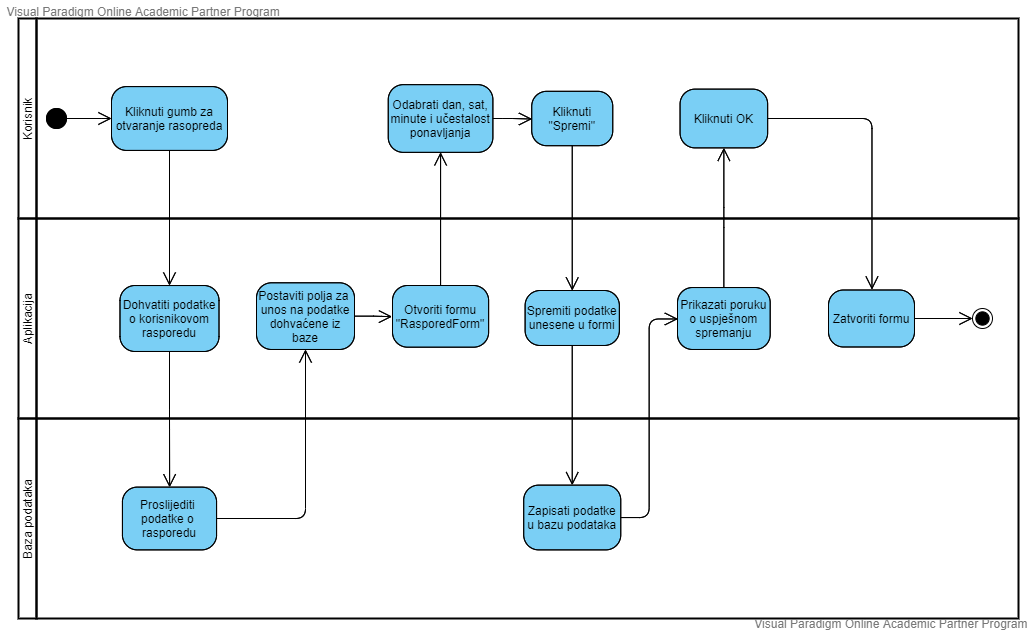 Visual Paradigm Online Academic Partner Program
Korisnik
Kliknuti gumb za
otvaranje rasopreda
Odabrati dan, sat,
minute i učestalost
ponavljanja
Kliknuti
"Spremi"
Kliknuti OK
Aplikacija
Dohvatiti podatke
o korisnikovom
rasporedu
Postaviti polja za
unos na podatke
dohvaćene iz
baze
Otvoriti formu
"RasporedForm"
Spremiti podatke
unesene u formi
Prikazati poruku
o uspješnom
spremanju
Zatvoriti formu
Baza podataka
Proslijediti
podatke o
rasporedu
Zapisati podatke
u bazu podataka
Visual Paradigm Online Academic Partner Program